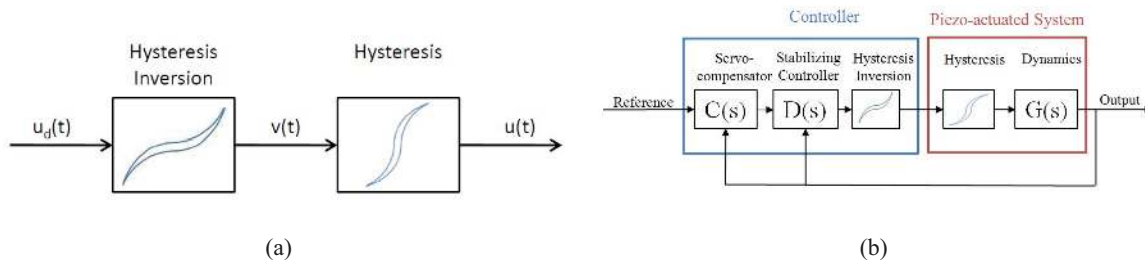 Hysteresis
Inversion
Hysteresis
u_d(t)
v(t)
u(t)
(a)
Controller
Piezo-actuated System
Servo-
compensator
Stabilizing
Controller
Hysteresis
Inversion
Hysteresis
Dynamics
Reference
C(s)
D(s)
G(s)
Output
(b)